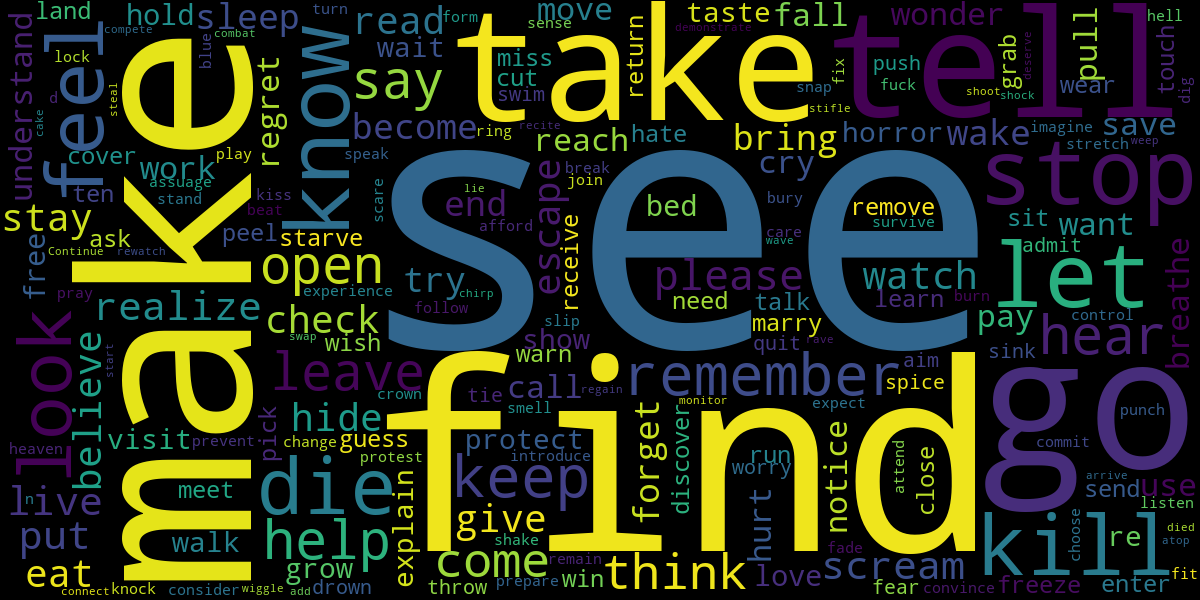 land
hold
sleep
turn
read
form
sense
move
taste
fall
wonder
hell
compete
combat
blue
lock
feel
understand
know
wait
say
take
miss
cut
swim
return
demonstrate
tell
push
fuck
fix
snap
stifle
shoot
shock
grab
deserve
pull
wear
touch
dig
steal
d
cake
make
regret
cover
work
play
assuage
stand
ten
kiss
beat
become
ring
recite
reach
hate
bring
horror
wake
imagine
save
stretch
weep
speak
scare
cry
break
join
lie
end
afford
escape
see
bed
bury
care
wave
remove
survive
stop
sit
want
admit
stay
ask
Continue
rewatch
free
peel
starve
open
try
chirp
follow
receive
please
need
watch
talk
learn
burn
let
breathe
pray
realize
experience
check
swap
wish
slip
show
warn
marry
quit
rave
pay
control
hear
sink
look
believe
start
leave
crown
tie
call
smell
regain
remember
monitor
aim
spice
expect
go
punch
commit
heaven
visit
prevent
pick
hide
change
guess
protest
protect
introduce
find
forget
discover
run
worry
notice
attend
close
arrive
send
use
listen
live
n
meet
die
keep
explain
give
shake
hurt
choose
re
died
atop
put
walk
help
come
remain
think
fade
scream
kill
eat
connect
knock
consider
wiggle
grow
add
drown
throw
prepare
win
love
fear
convince
freeze
enter
fit